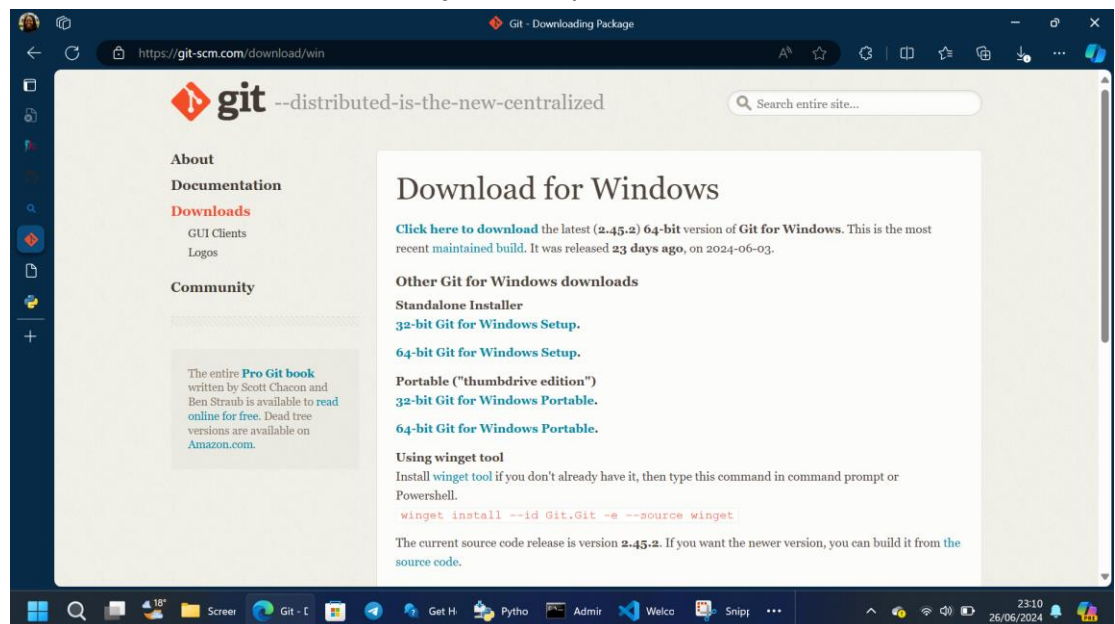 Git - Downloading Package
https://git-scm.com/download/win
git --distributed-is-the-new-centralized
Search entire site...
About
Documentation
Downloads
GUI Clients
Logos
Community
The entire Pro Git book
written by Scott Chacon and
Ben Straub is available to read
online for free. Dead tree
versions are available on
Amazon.com.
Download for Windows
Click here to download the latest (2.45.2) 64-bit version of Git for Windows. This is the most
recent maintained build. It was released 23 days ago, on 2024-06-03.
Other Git for Windows downloads
Standalone Installer
32-bit Git for Windows Setup.
64-bit Git for Windows Setup.
Portable ("thumbdrive edition")
32-bit Git for Windows Portable.
64-bit Git for Windows Portable.
Using winget tool
Install winget tool if you don't already have it, then type this command in command prompt or
Powershell.
winget install --id Git.Git -e --source winget
The current source code release is version 2.45.2. If you want the newer version, you can build it from the
source code.
18°
Screer
Git - [
Get H
Pytho
Admir
Welco
Snipp
23:10
26/06/2024